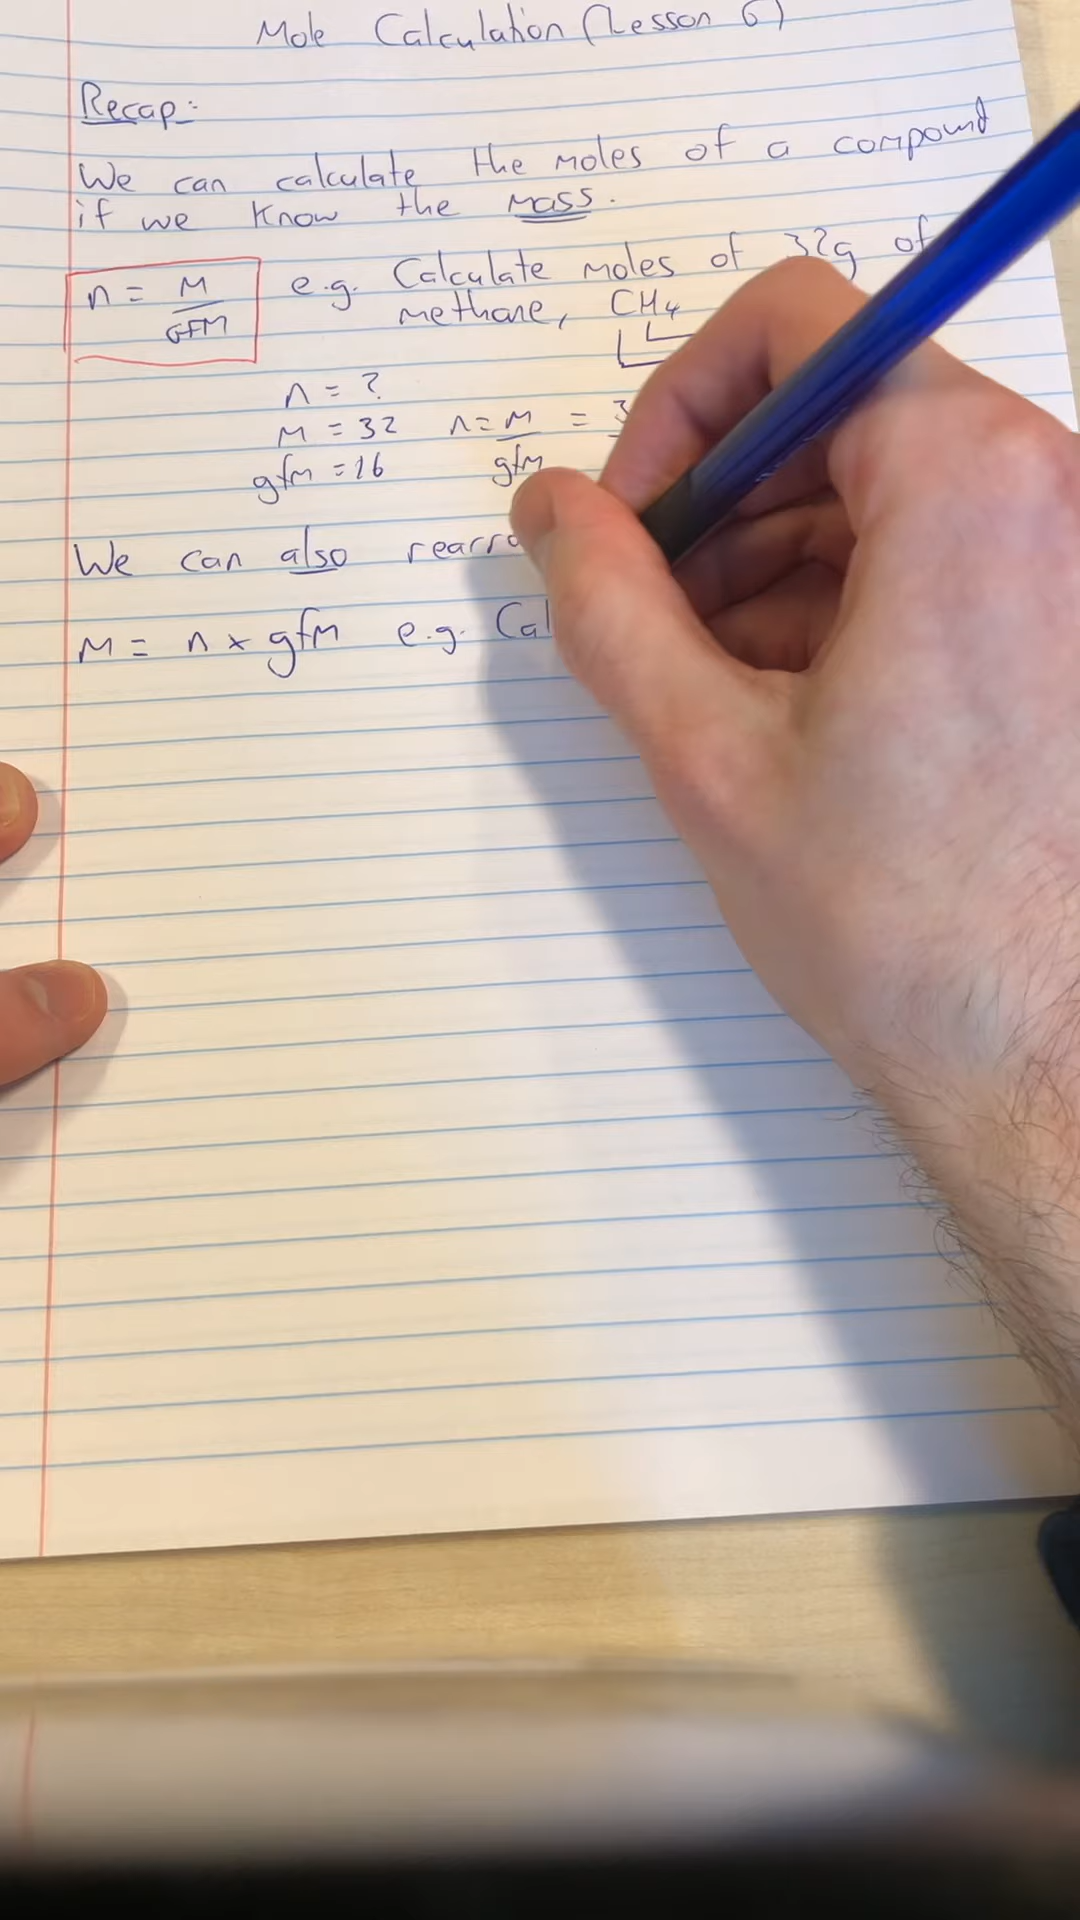 Mole Calculation (Lesson 6)
Recap:
We can calculate the moles of a compound
if we know the mass.
n = M/GFM e.g. Calculate moles of 32g of
methane, CH4
n = ?
M = 32 n = M/gfm =
gfm = 16
We can also
M = n x gfm e.g.